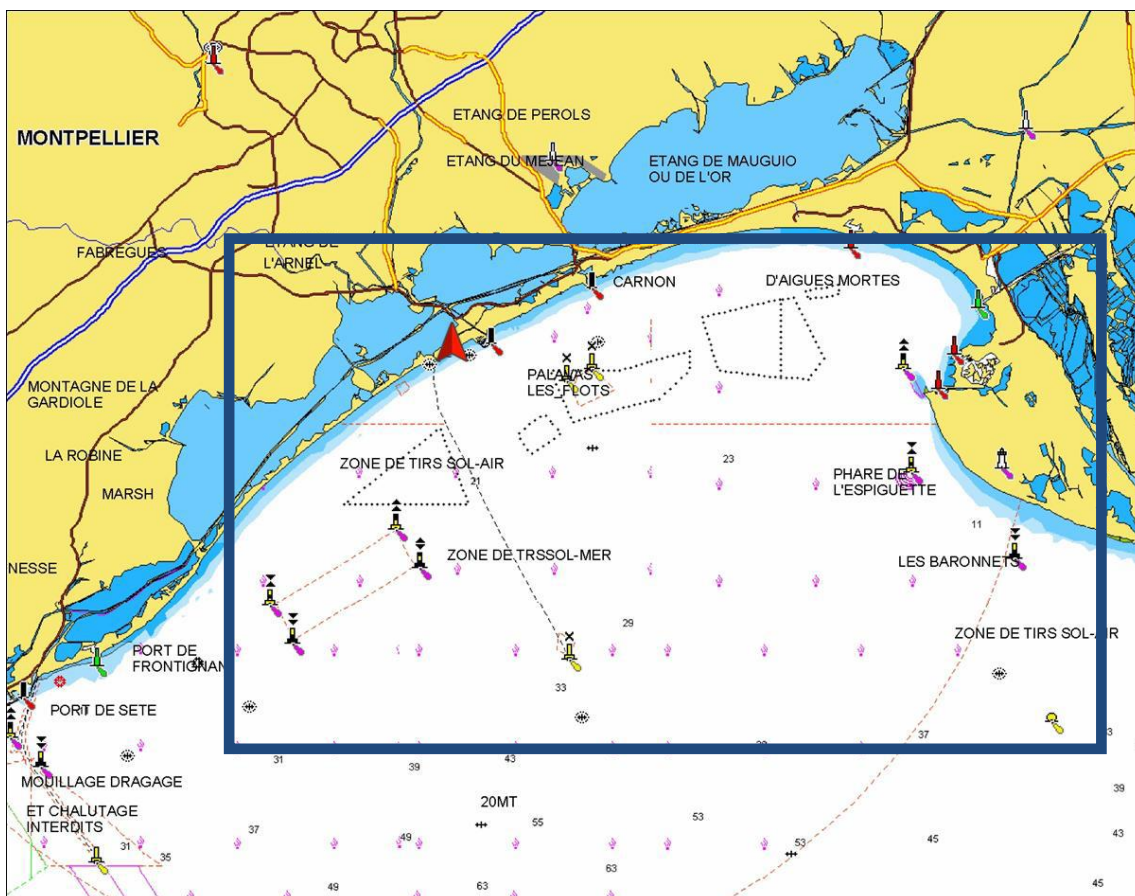 ETANG DE PEROLS
MONTPELLIER
ETANG DU MEJEAN
ETANG DE MAUGUIO
OU DE L'OR
FABREGUES
ETANG DE
L'ARNEL
CARNON
D'AIGUES MORTES
PALAVAS
LES-FLOTS
MONTAGNE DE LA
GARDIOLE
LA ROBINE
ZONE DE TIRS SOL-AIR
23
21
PHARE DE
L'ESPIGUETTE
MARSH
11
NESSE
ZONE DE TRSSOL-MER
LES BARONNETS
29
ZONE DE TIRS SOL-AIR
PORT DE
FRONTIGNAN
33
PORT DE SETE
37
31
43
39
MOUILLAGE DRAGAGE
39
20MT
ET CHALUTAGE
INTERDITS
55
53
37
49
45
43
31
35
53
63
45
49
63